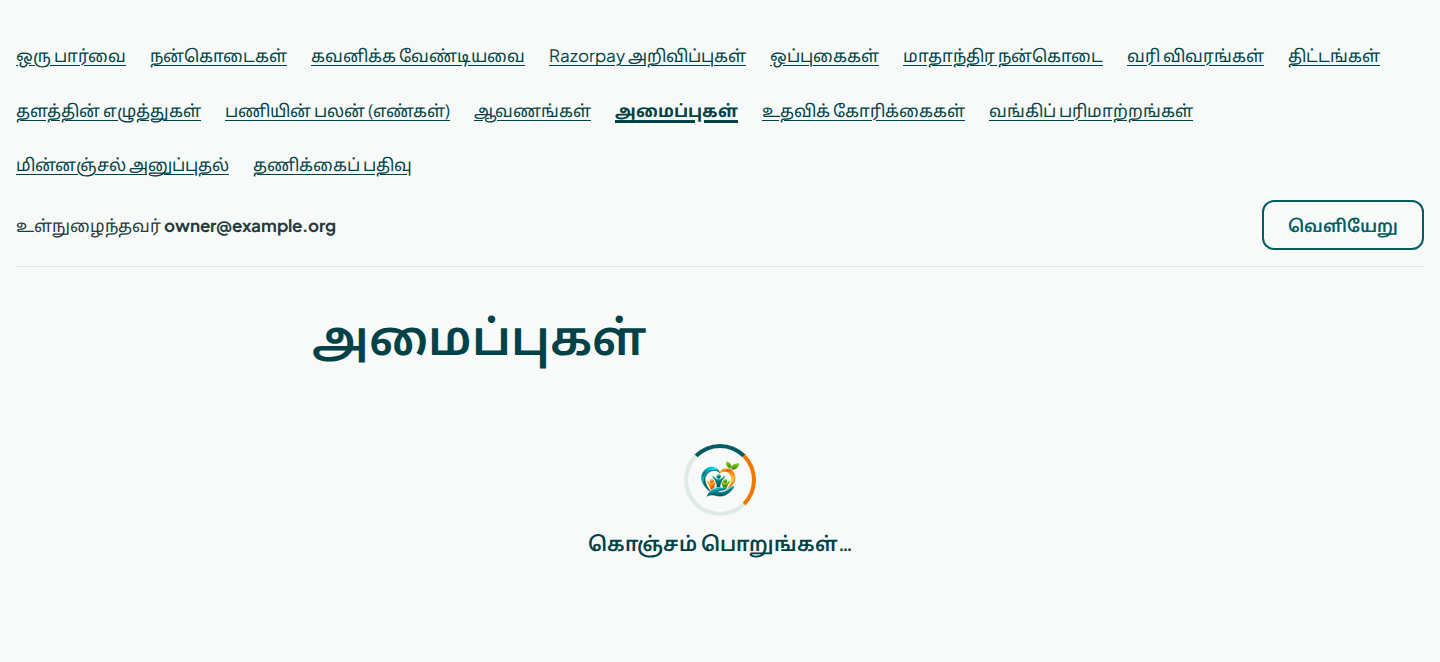 ஒரு பார்வை நன்கொடைகள் கவனிக்க வேண்டியவை Razorpay அறிவிப்புகள் ஒப்புகைகள் மாதாந்திர நன்கொடை வரி விவரங்கள் திட்டங்கள்
தளத்தின் எழுத்துகள் பணியின் பலன் (எண்கள்) ஆவணங்கள் அமைப்புகள் உதவிக் கோரிக்கைகள் வங்கிப் பரிமாற்றங்கள்
மின்னஞ்சல் அனுப்புதல் தணிக்கைப் பதிவு
உள்நுழைந்தவர் owner@example.org வெளியேறு
அமைப்புகள்
கொஞ்சம் பொறுங்கள்…